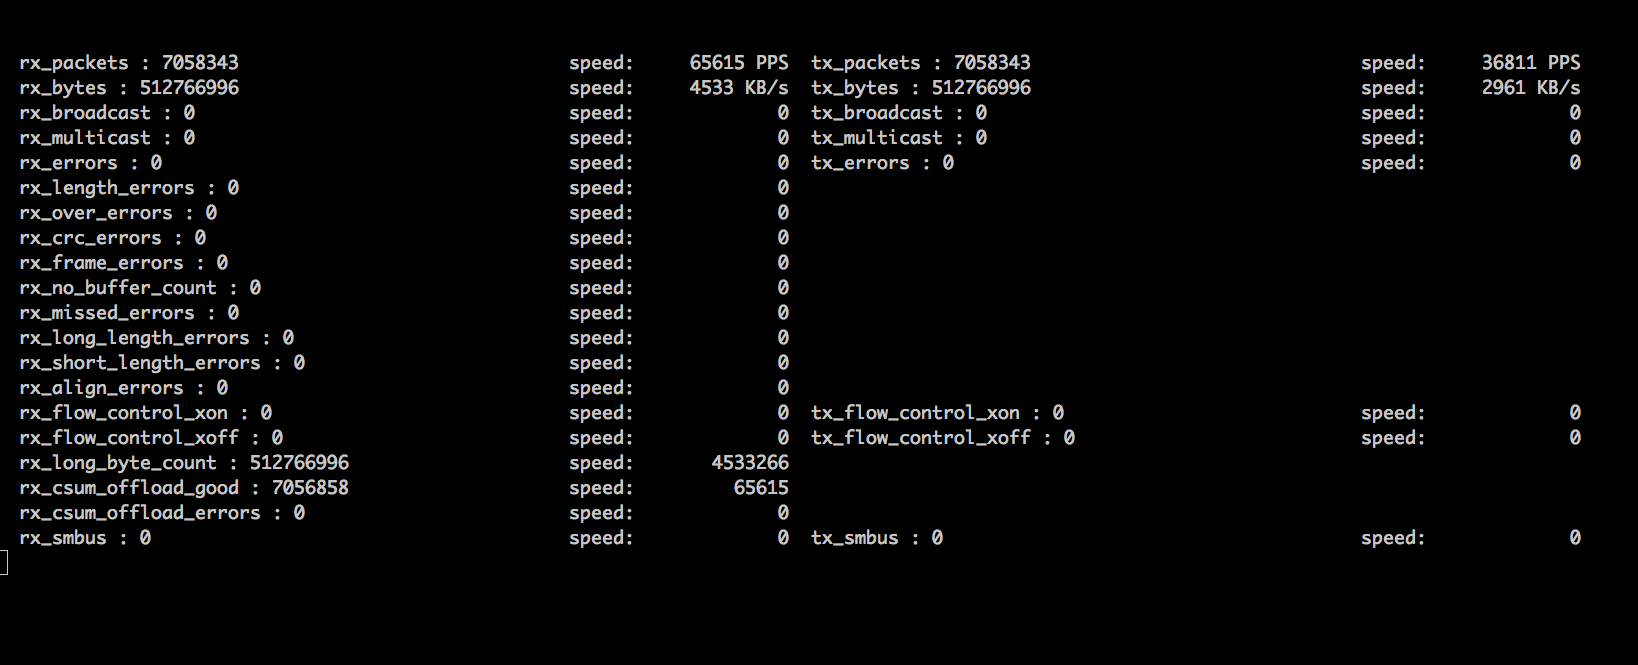 rx_packets : 7058343 speed: 65615 PPS tx_packets : 7058343 speed: 36811 PPS
rx_bytes : 512766996 speed: 4533 KB/s tx_bytes : 512766996 speed: 2961 KB/s
rx_broadcast : 0 speed: 0 tx_broadcast : 0 speed: 0
rx_multicast : 0 speed: 0 tx_multicast : 0 speed: 0
rx_errors : 0 speed: 0 tx_errors : 0 speed: 0
rx_length_errors : 0 speed: 0
rx_over_errors : 0 speed: 0
rx_crc_errors : 0 speed: 0
rx_frame_errors : 0 speed: 0
rx_no_buffer_count : 0 speed: 0
rx_missed_errors : 0 speed: 0
rx_long_length_errors : 0 speed: 0
rx_short_length_errors : 0 speed: 0
rx_align_errors : 0 speed: 0
rx_flow_control_xon : 0 speed: 0 tx_flow_control_xon : 0 speed: 0
rx_flow_control_xoff : 0 speed: 0 tx_flow_control_xoff : 0 speed: 0
rx_long_byte_count : 512766996 speed: 4533266
rx_csum_offload_good : 7056858 speed: 65615
rx_csum_offload_errors : 0 speed: 0
rx_smbus : 0 speed: 0 tx_smbus : 0 speed: 0